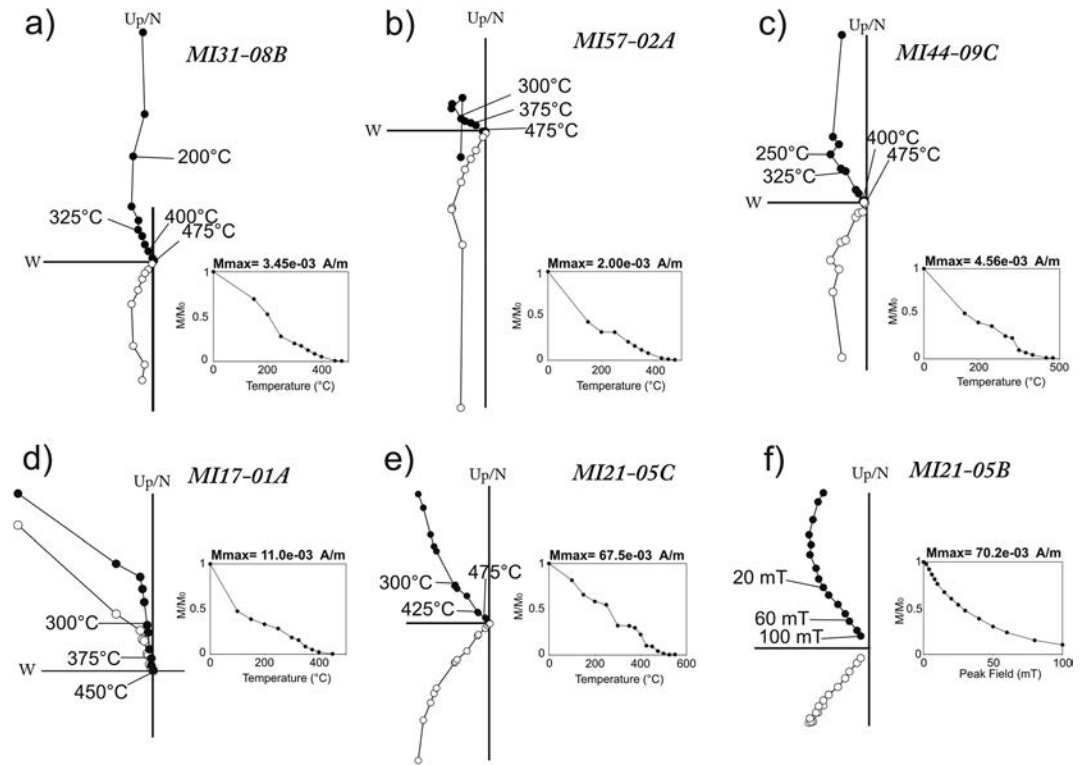 a)
Up/N
MI31-08B
200°C
325°C
400°C
475°C
W
Mmax= 3.45e-03 A/m
1
M/M₀
0.5
0
0
200
400
Temperature (°C)
b)
Up/N
MI57-02A
300°C
375°C
475°C
W
Mmax= 2.00e-03 A/m
1
M/M₀
0.5
0
0
200
400
Temperature (°C)
c)
Up/N
MI44-09C
400°C
475°C
250°C
325°C
W
Mmax= 4.56e-03 A/m
1
M/M₀
0.5
0
0
200
500
Temperature (°C)
d)
Up/N
MI17-01A
300°C
375°C
W
450°C
Mmax= 11.0e-03 A/m
1
M/M₀
0.5
0
0
200
400
Temperature (°C)
e)
Up/N
MI21-05C
475°C
300°C
425°C
Mmax= 67.5e-03 A/m
1
M/M₀
0.5
0
0
200
400
600
Temperature (°C)
f)
Up/N
MI21-05B
20 mT
60 mT
100 mT
Mmax= 70.2e-03 A/m
1
M/M₀
0.5
0
0
50
100
Peak Field (mT)